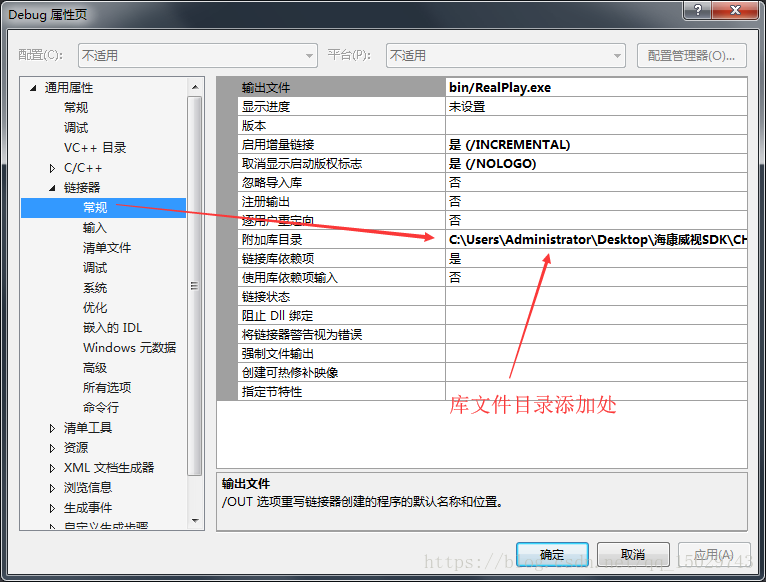 Debug 属性页
配置(C):
不适用
平台(P):
不适用
配置管理器(O)...
通用属性
常规
调试
VC++ 目录
C/C++
链接器
常规
输入
清单文件
调试
系统
优化
嵌入的 IDL
Windows 元数据
高级
所有选项
命令行
清单工具
资源
XML 文档生成器
浏览信息
生成事件
自定义生成步骤
输出文件 bin/RealPlay.exe
显示进度 未设置
版本
启用增量链接 是 (/INCREMENTAL)
取消显示启动版权标志 是 (/NOLOGO)
忽略导入库 否
注册输出 否
逐用户重定向 否
附加库目录 C:\Users\Administrator\Desktop\海康威视SDK\CH
链接库依赖项 是
使用库依赖项输入 否
链接状态
阻止 Dll 绑定
将链接器警告视为错误
强制文件输出
创建可热修补映像
指定节特性
库文件目录添加处
输出文件
/OUT 选项重写链接器创建的程序的默认名称和位置。
确定
取消
应用(A)
https://blog.csdn.net/qq_15029743